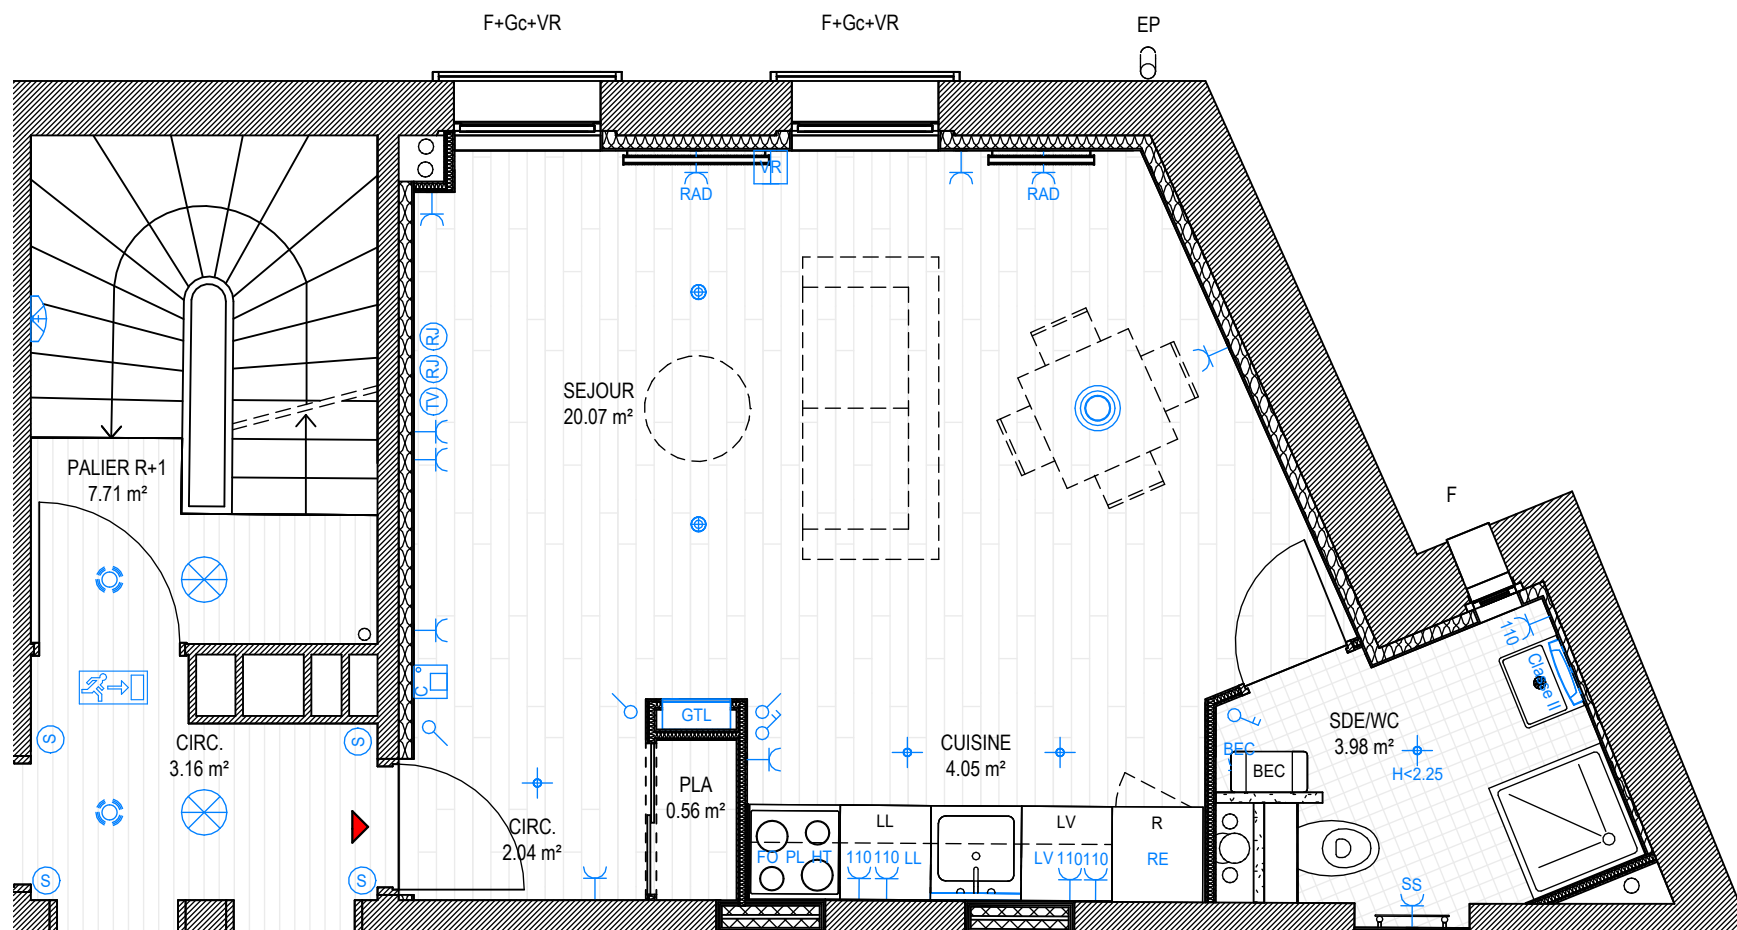 F+Gc+VR
F+Gc+VR
EP
VR
RAD
RAD
RJ
RJ
TV
SEJOUR
20.07 m²
PALIER R+1
7.71 m²
F
110
Classe II
C
GTL
S
S
CIRC.
3.16 m²
CUISINE
4.05 m²
SDE/WC
3.98 m²
BEC
BEC
H<2.25
PLA
0.56 m²
CIRC.
2.04 m²
LL
LV
R
FO PL HT 110 110 LL
LV 110 110
RE
S
S
SS